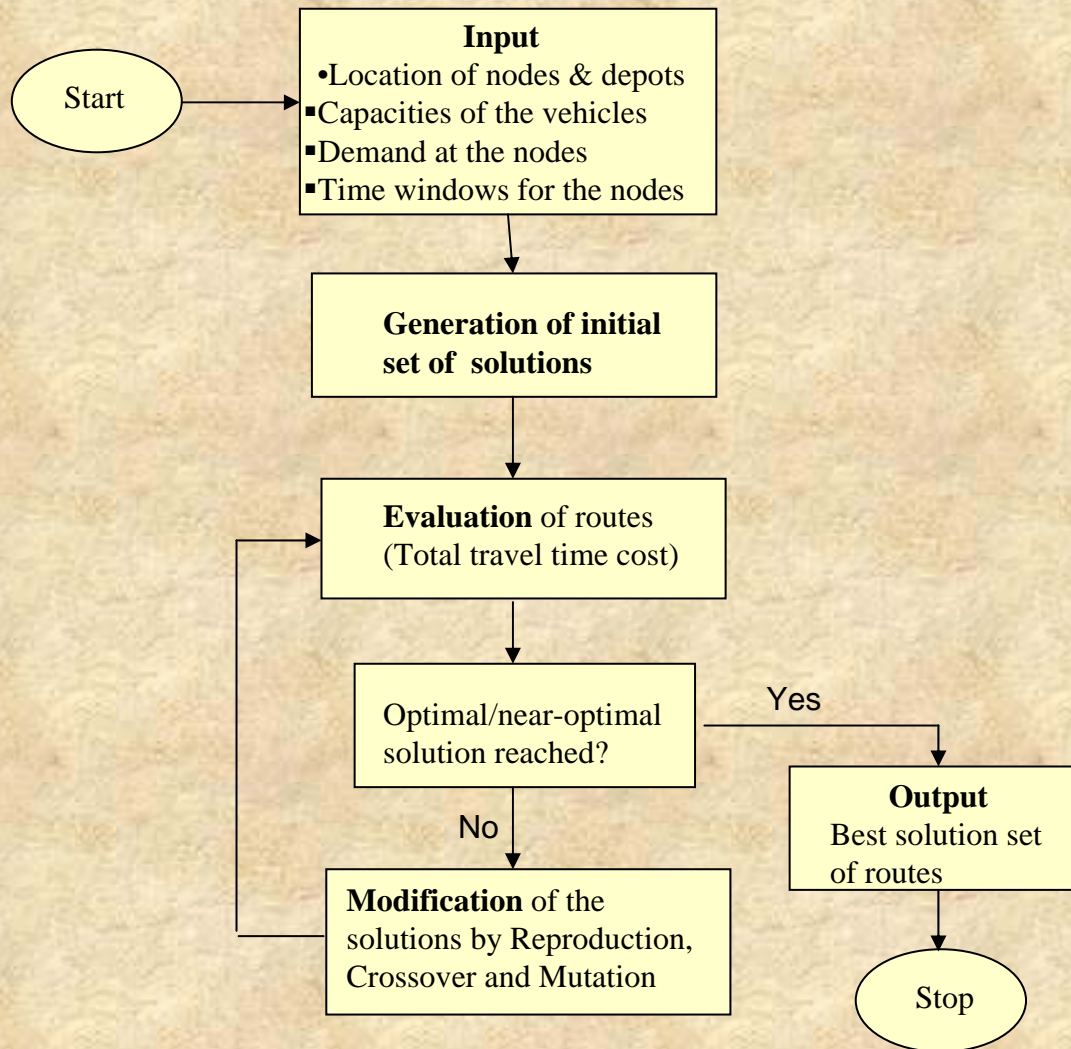 Start
Input
•Location of nodes & depots
▪Capacities of the vehicles
▪Demand at the nodes
▪Time windows for the nodes
Generation of initial
set of solutions
Evaluation of routes
(Total travel time cost)
Optimal/near-optimal
solution reached?
Yes
No
Output
Best solution set
of routes
Modification of the
solutions by Reproduction,
Crossover and Mutation
Stop